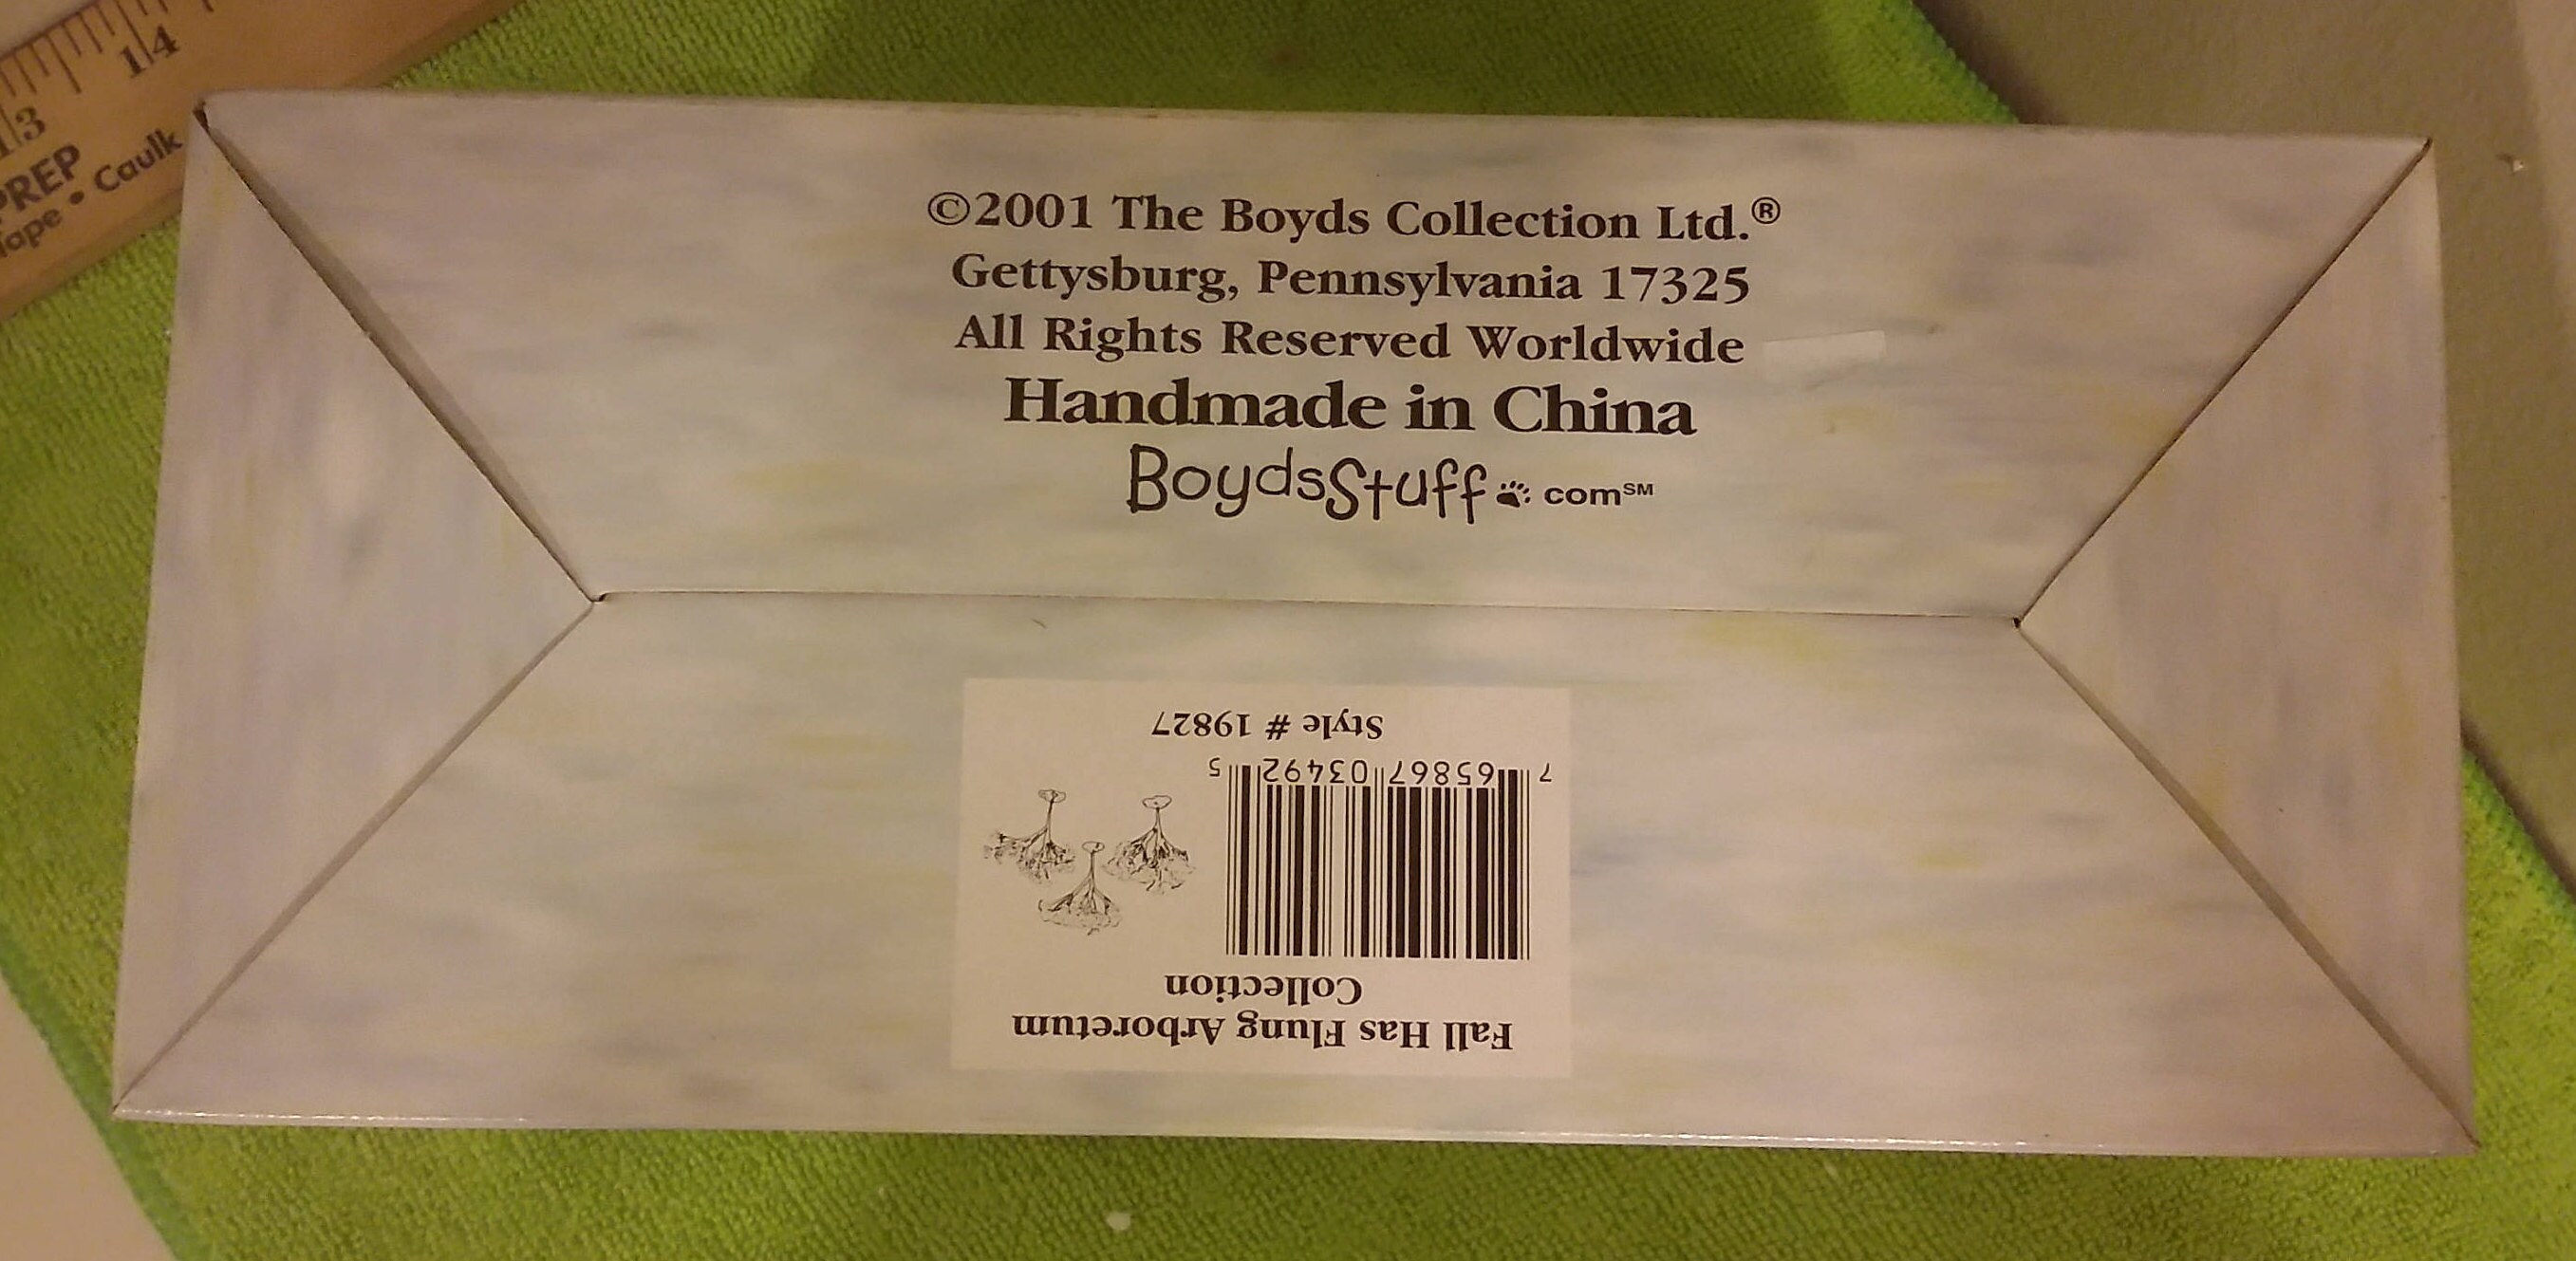 14
13
PREP
Tape • Caulk
©2001 The Boyds Collection Ltd.®
Gettysburg, Pennsylvania 17325
All Rights Reserved Worldwide
Handmade in China
BoydsStuff.com℠
Fall Has Flung Arboretum
Collection
7 65867 03492 5
Style # 19827